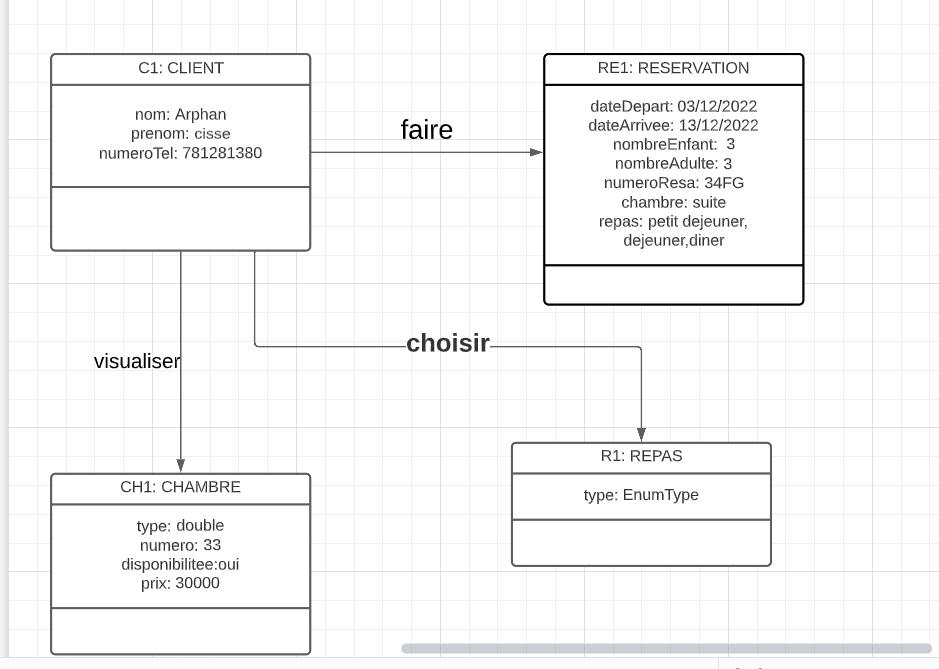 C1: CLIENT
nom: Arphan
prenom: cisse
numeroTel: 781281380
faire
RE1: RESERVATION
dateDepart: 03/12/2022
dateArrivee: 13/12/2022
nombreEnfant: 3
nombreAdulte: 3
numeroResa: 34FG
chambre: suite
repas: petit dejeuner,
dejeuner,diner
visualiser
choisir
CH1: CHAMBRE
type: double
numero: 33
disponibilitee:oui
prix: 30000
R1: REPAS
type: EnumType